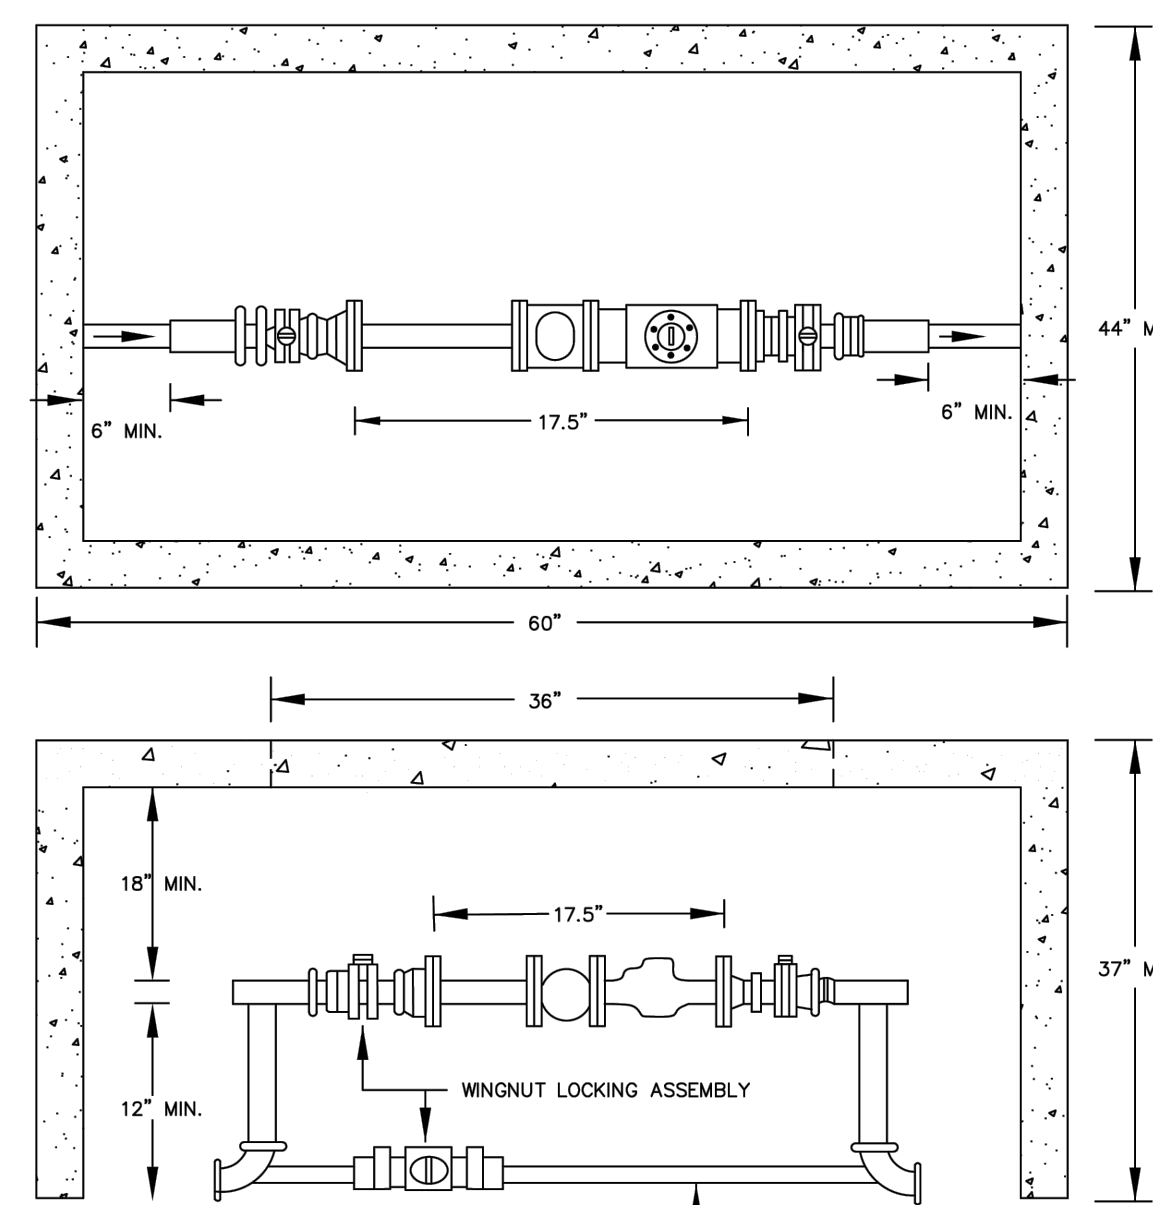 44” M
6” MIN.
6” MIN.
17.5”
60”
36”
18” MIN.
17.5”
37” M
WINGNUT LOCKING ASSEMBLY
12” MIN.